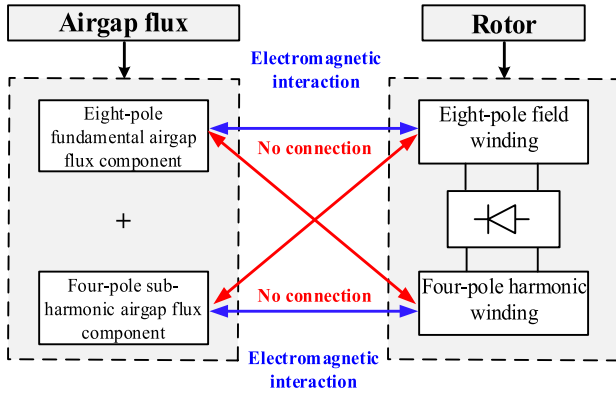 Airgap flux
Rotor
Electromagnetic
interaction
Eight-pole
fundamental airgap
flux component
Eight-pole field
winding
No connection
+
No connection
Four-pole sub-
harmonic airgap flux
component
Four-pole harmonic
winding
Electromagnetic
interaction